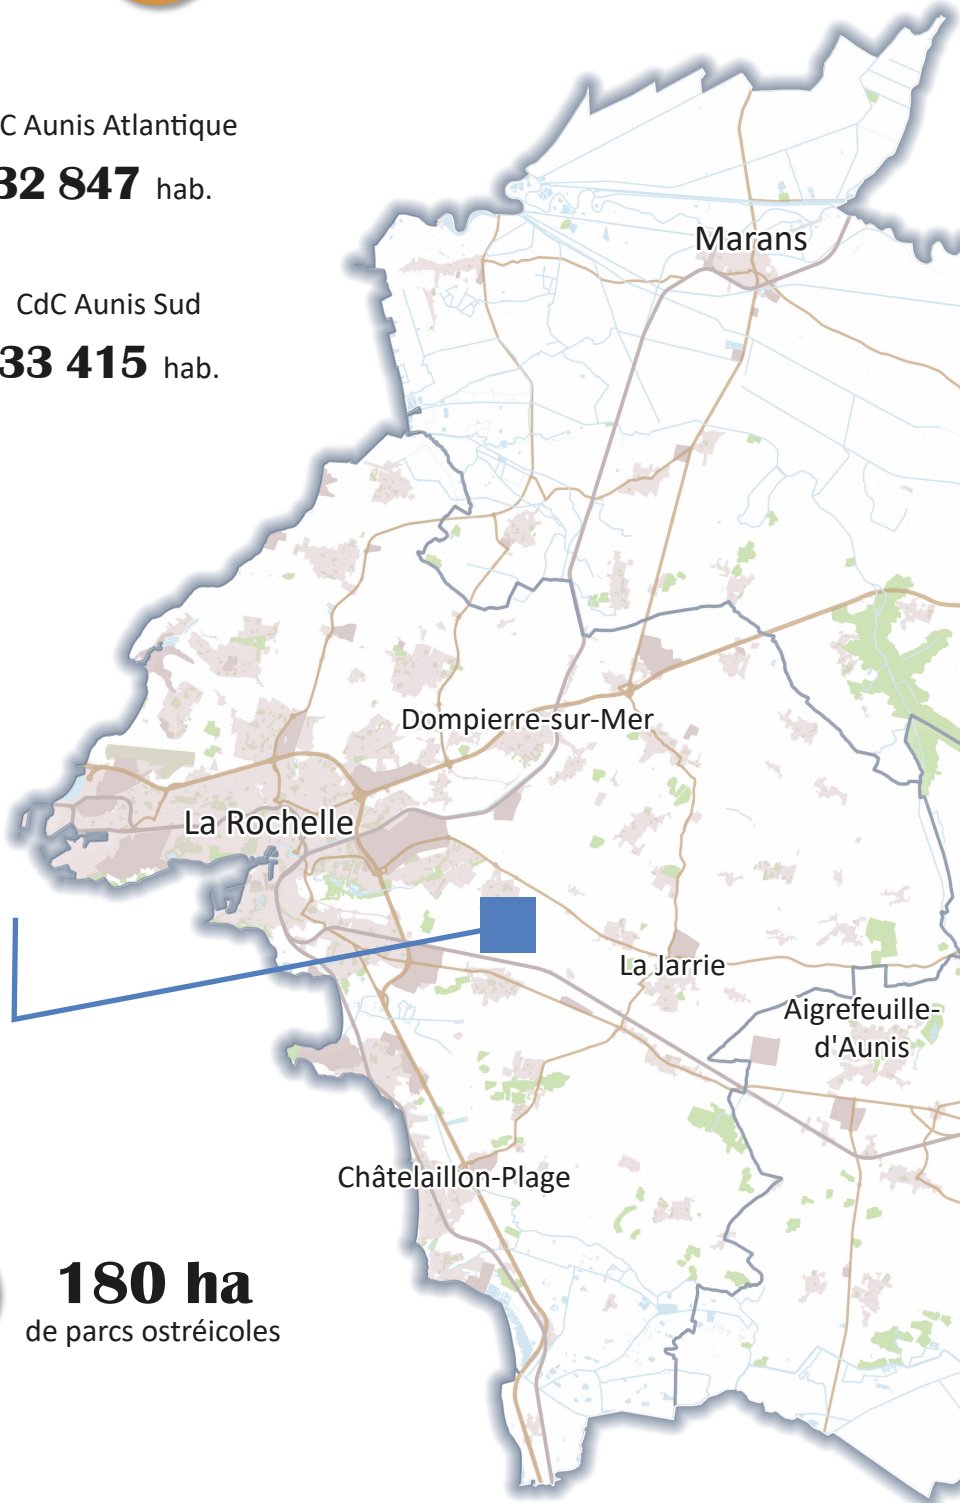 C Aunis Atlantique
32 847 hab.
Marans
CdC Aunis Sud
33 415 hab.
Dompierre-sur-Mer
La Rochelle
La Jarrie
Aigrefeuille-
d'Aunis
Châtelaillon-Plage
180 ha
de parcs ostréicoles